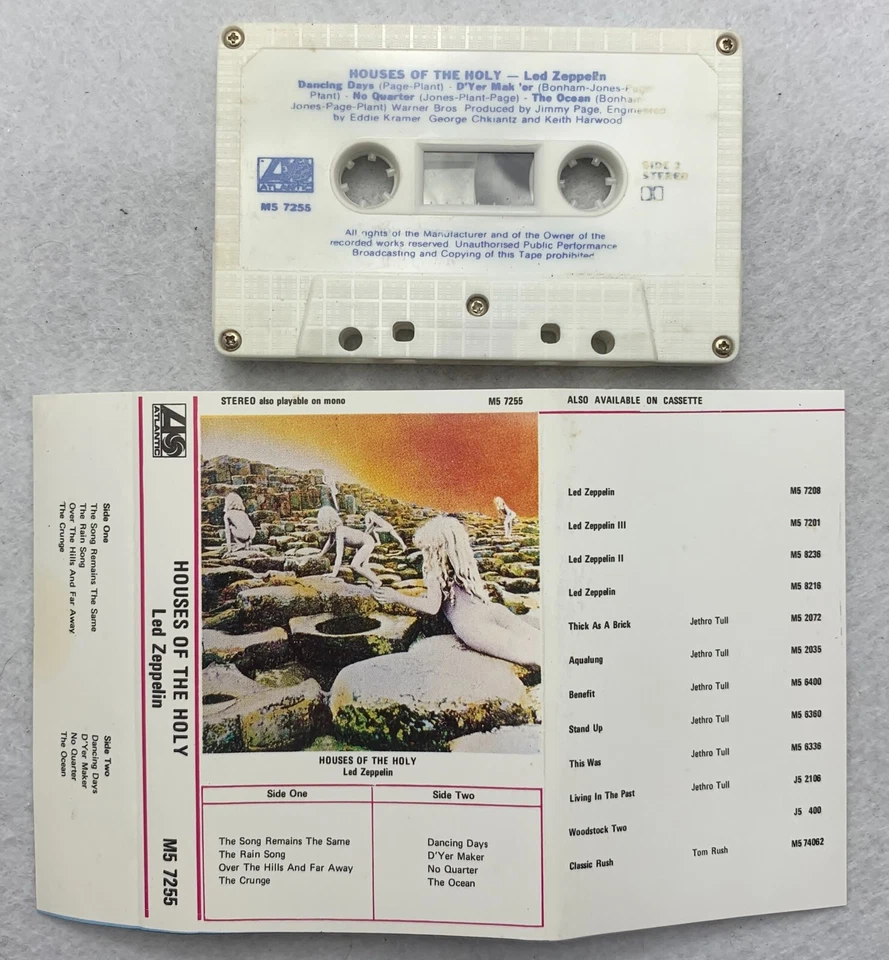 HOUSES OF THE HOLY — Led Zeppelin
Dancing Days (Page-Plant) - D'Yer Mak 'er (Bonham-Jones-Page
Plant) - No Quarter (Jones-Plant-Page) - The Ocean (Bonham
Jones-Page-Plant) Warner Bros Produced by Jimmy Page, Engineered
by Eddie Kramer George Chkiantz and Keith Harwood
ATLANTIC
M5 7255
SIDE 2
STEREO
All rights of the Manufacturer and of the Owner of the
recorded works reserved Unauthorised Public Performance
Broadcasting and Copying of this Tape prohibited
Side One
The Song Remains The Same
The Rain Song
Over The Hills And Far Away
The Crunge
Side Two
Dancing Days
D'Yer Maker
No Quarter
The Ocean
ATLANTIC
HOUSES OF THE HOLY
Led Zeppelin
M5 7255
STEREO also playable on mono M5 7255
HOUSES OF THE HOLY
Led Zeppelin
Side One Side Two
The Song Remains The Same Dancing Days
The Rain Song D'Yer Maker
Over The Hills And Far Away No Quarter
The Crunge The Ocean
ALSO AVAILABLE ON CASSETTE
Led Zeppelin M5 7208
Led Zeppelin III M5 7201
Led Zeppelin II M5 8236
Led Zeppelin M5 8216
Thick As A Brick Jethro Tull M5 2072
Aqualung Jethro Tull M5 2035
Benefit Jethro Tull M5 6400
Stand Up Jethro Tull M5 6360
This Was Jethro Tull M5 6336
Living In The Past Jethro Tull J5 2106
Woodstock Two J5 400
Classic Rush Tom Rush M5 74062